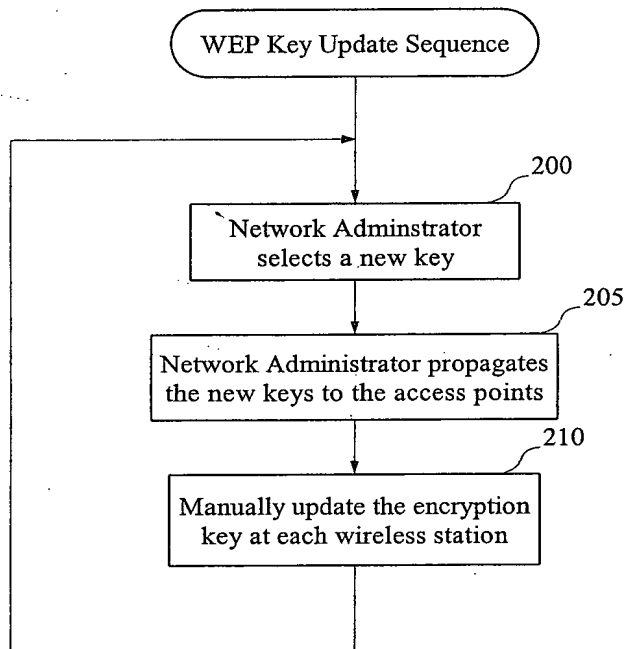 WEP Key Update Sequence
200
Network Adminstrator
selects a new key
205
Network Administrator propagates
the new keys to the access points
210
Manually update the encryption
key at each wireless station